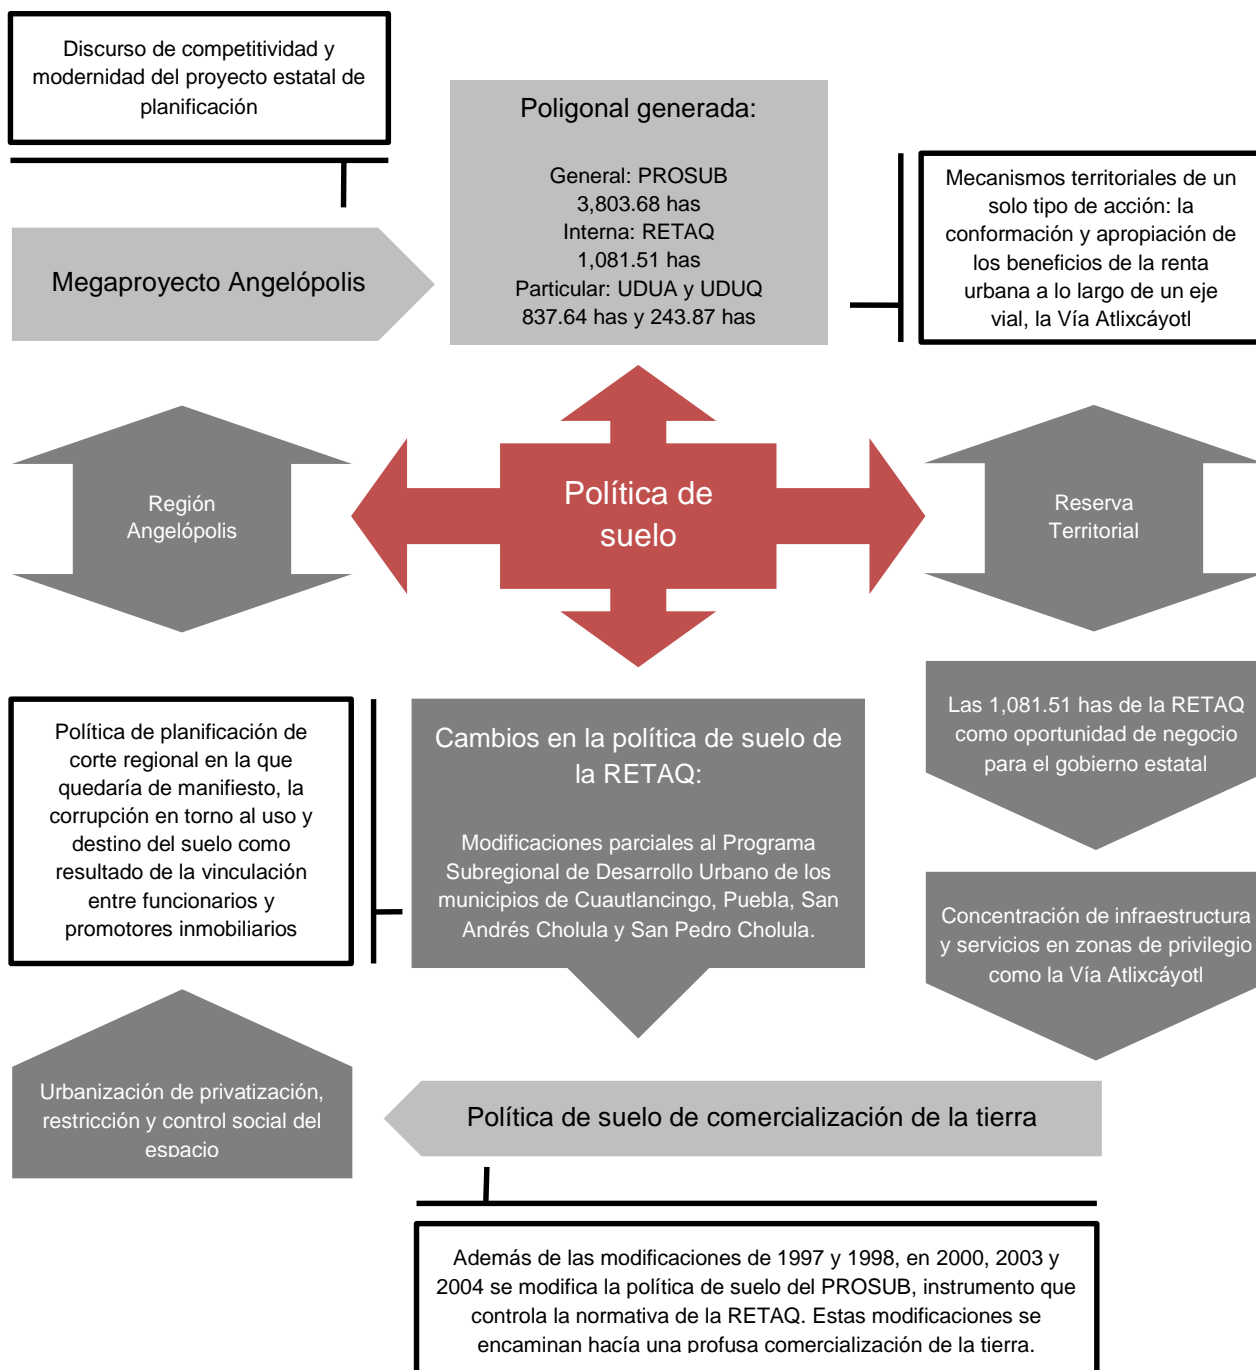 Discurso de competitividad y
modernidad del proyecto estatal de
planificación
Poligonal generada:
General: PROSUB
3,803.68 has
Interna: RETAQ
1,081.51 has
Particular: UDUA y UDUQ
837.64 has y 243.87 has
Mecanismos territoriales de un
solo tipo de acción: la
conformación y apropiación de
los beneficios de la renta
urbana a lo largo de un eje
vial, la Vía Atlixcáyotl
Megaproyecto Angelópolis
Región
Angelópolis
Política de
suelo
Reserva
Territorial
Política de planificación de
corte regional en la que
quedaría de manifiesto, la
corrupción en torno al uso y
destino del suelo como
resultado de la vinculación
entre funcionarios y
promotores inmobiliarios
Cambios en la política de suelo de
la RETAQ:
Modificaciones parciales al Programa
Subregional de Desarrollo Urbano de los
municipios de Cuautlancingo, Puebla, San
Andrés Cholula y San Pedro Cholula.
Las 1,081.51 has de la RETAQ
como oportunidad de negocio
para el gobierno estatal
Concentración de infraestructura
y servicios en zonas de privilegio
como la Vía Atlixcáyotl
Urbanización de privatización,
restricción y control social del
espacio
Política de suelo de comercialización de la tierra
Además de las modificaciones de 1997 y 1998, en 2000, 2003 y
2004 se modifica la política de suelo del PROSUB, instrumento que
controla la normativa de la RETAQ. Estas modificaciones se
encaminan hacía una profusa comercialización de la tierra.